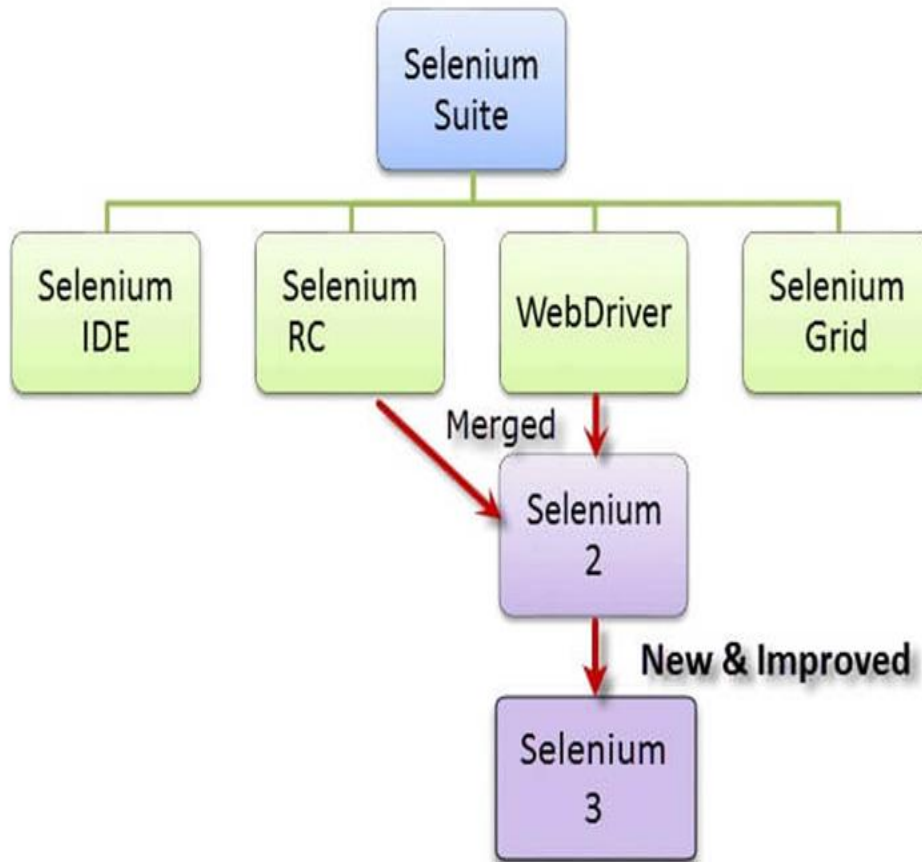 Selenium
Suite
Selenium
IDE
Selenium
RC
WebDriver
Selenium
Grid
Merged
Selenium
2
New & Improved
Selenium
3